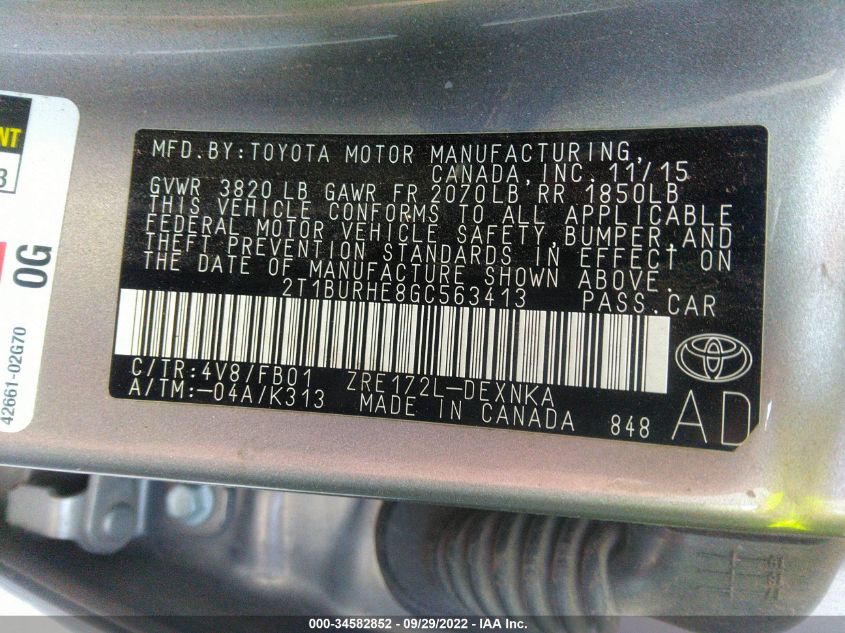 MFD.BY:TOYOTA MOTOR MANUFACTURING,
CANADA, INC. 11/15
GVWR 3820 LB GAWR FR 2070LB RR 1850LB
THIS VEHICLE CONFORMS TO ALL APPLICABLE
FEDERAL MOTOR VEHICLE SAFETY, BUMPER, AND
THEFT PREVENTION STANDARDS IN EFFECT ON
THE DATE OF MANUFACTURE SHOWN ABOVE.
2T1BURHE8GC563413 PASS.CAR
C/TR:4V8/FB01 ZRE172L-DEXNKA
A/TM:-04A/K313 MADE IN CANADA 848
AD
NT
3
0G
42661-02G70
000-34582852 / 09/29/2022 - IAA Inc.